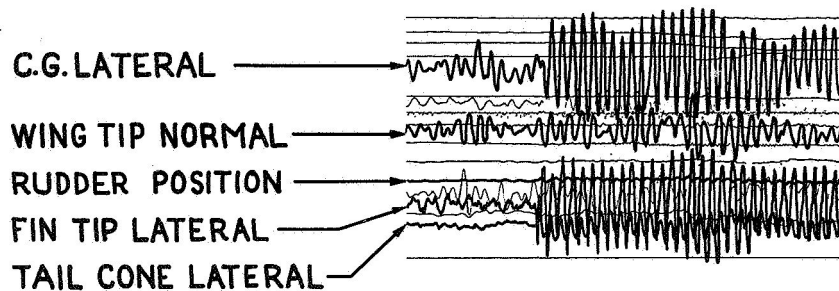 C.G. LATERAL
WING TIP NORMAL
RUDDER POSITION
FIN TIP LATERAL
TAIL CONE LATERAL